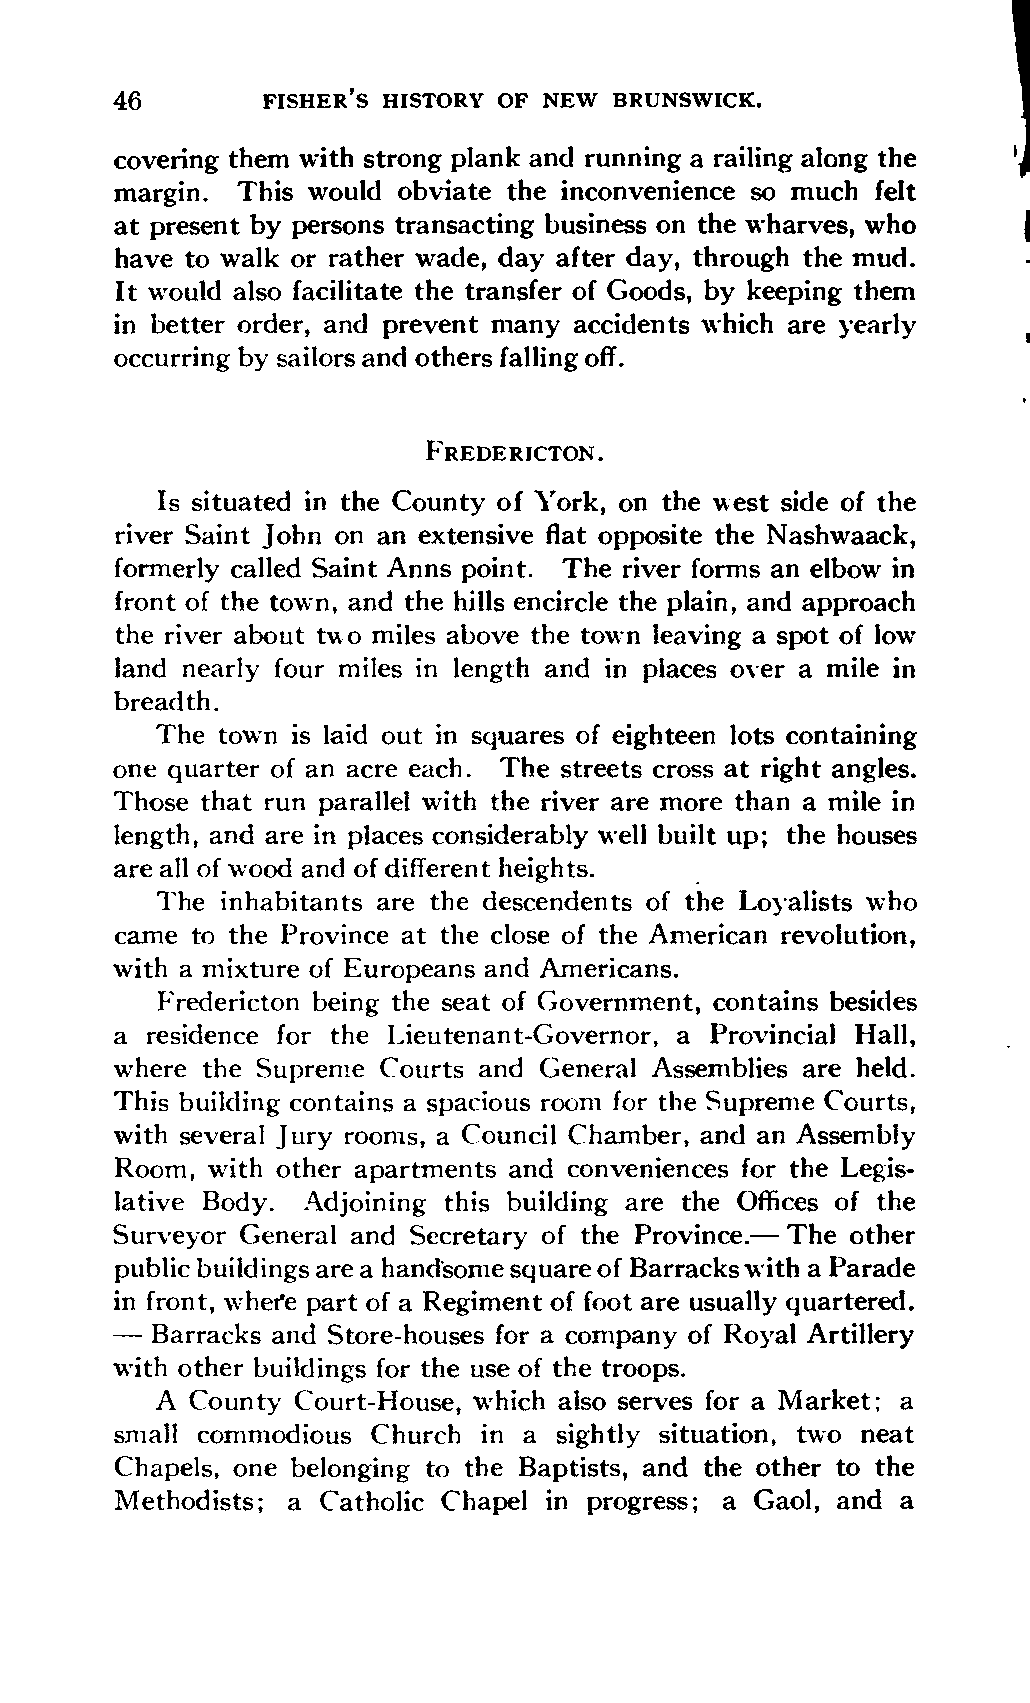 46 FISHER'S HISTORY OF NEW BRUNSWICK.
covering them with strong plank and running a railing along the
margin. This would obviate the inconvenience so much felt
at present by persons transacting business on the wharves, who
have to walk or rather wade, day after day, through the mud.
It would also facilitate the transfer of Goods, by keeping them
in better order, and prevent many accidents which are yearly
occurring by sailors and others falling off.
FREDERICTON.
Is situated in the County of York, on the west side of the
river Saint John on an extensive flat opposite the Nashwaack,
formerly called Saint Anns point. The river forms an elbow in
front of the town, and the hills encircle the plain, and approach
the river about two miles above the town leaving a spot of low
land nearly four miles in length and in places over a mile in
breadth.
The town is laid out in squares of eighteen lots containing
one quarter of an acre each. The streets cross at right angles.
Those that run parallel with the river are more than a mile in
length, and are in places considerably well built up; the houses
are all of wood and of different heights.
The inhabitants are the descendents of the Loyalists who
came to the Province at the close of the American revolution,
with a mixture of Europeans and Americans.
Fredericton being the seat of Government, contains besides
a residence for the Lieutenant-Governor, a Provincial Hall,
where the Supreme Courts and General Assemblies are held.
This building contains a spacious room for the Supreme Courts,
with several Jury rooms, a Council Chamber, and an Assembly
Room, with other apartments and conveniences for the Legis-
lative Body. Adjoining this building are the Offices of the
Surveyor General and Secretary of the Province.— The other
public buildings are a handsome square of Barracks with a Parade
in front, where part of a Regiment of foot are usually quartered.
— Barracks and Store-houses for a company of Royal Artillery
with other buildings for the use of the troops.
A County Court-House, which also serves for a Market; a
small commodious Church in a sightly situation, two neat
Chapels, one belonging to the Baptists, and the other to the
Methodists; a Catholic Chapel in progress; a Gaol, and a